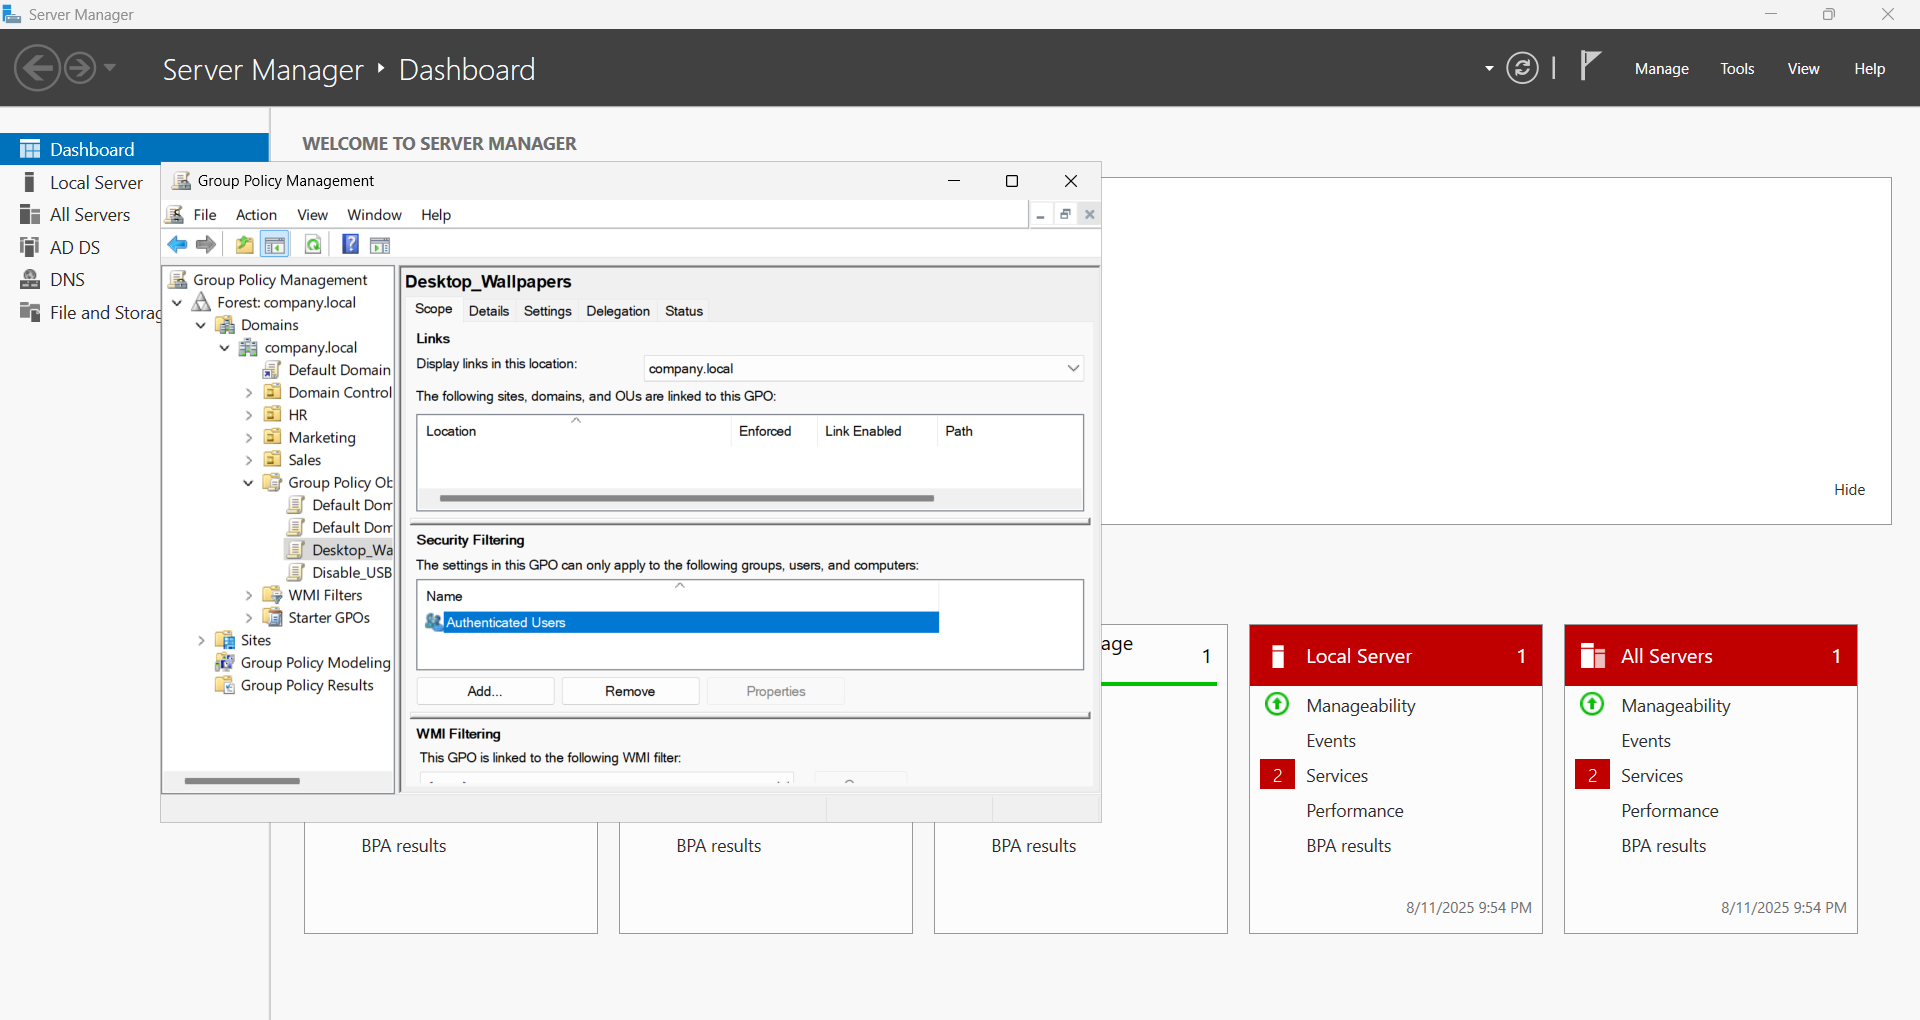 Server Manager
Server Manager ‣ Dashboard
Manage
Tools
View
Help
Dashboard
Local Server
All Servers
AD DS
DNS
File and Storag
WELCOME TO SERVER MANAGER
Hide
Group Policy Management
File
Action
View
Window
Help
Group Policy Management
Forest: company.local
Domains
company.local
Default Domain
Domain Control
HR
Marketing
Sales
Group Policy Ob
Default Dom
Default Dom
Desktop_Wa
Disable_USB
WMI Filters
Starter GPOs
Sites
Group Policy Modeling
Group Policy Results
Desktop_Wallpapers
Scope
Details
Settings
Delegation
Status
Links
Display links in this location:
company.local
The following sites, domains, and OUs are linked to this GPO:
Location
Enforced
Link Enabled
Path
Security Filtering
The settings in this GPO can only apply to the following groups, users, and computers:
Name
Authenticated Users
Add...
Remove
Properties
WMI Filtering
This GPO is linked to the following WMI filter:
BPA results
BPA results
age
1
BPA results
Local Server
1
Manageability
Events
2
Services
Performance
BPA results
8/11/2025 9:54 PM
All Servers
1
Manageability
Events
2
Services
Performance
BPA results
8/11/2025 9:54 PM